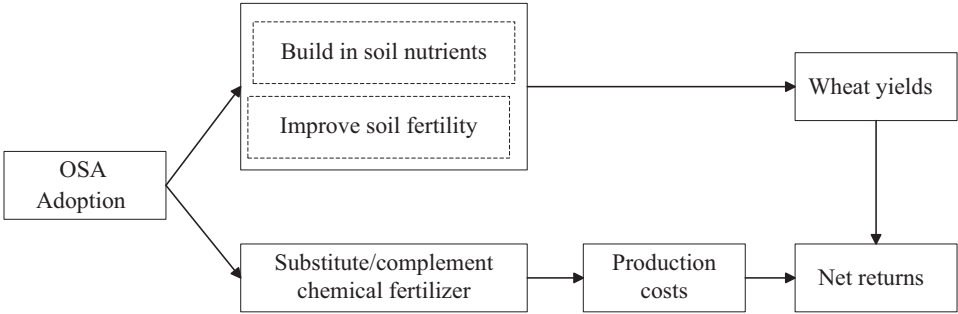 Build in soil nutrients
Improve soil fertility
Wheat yields
OSA
Adoption
Substitute/complement
chemical fertilizer
Production
costs
Net returns